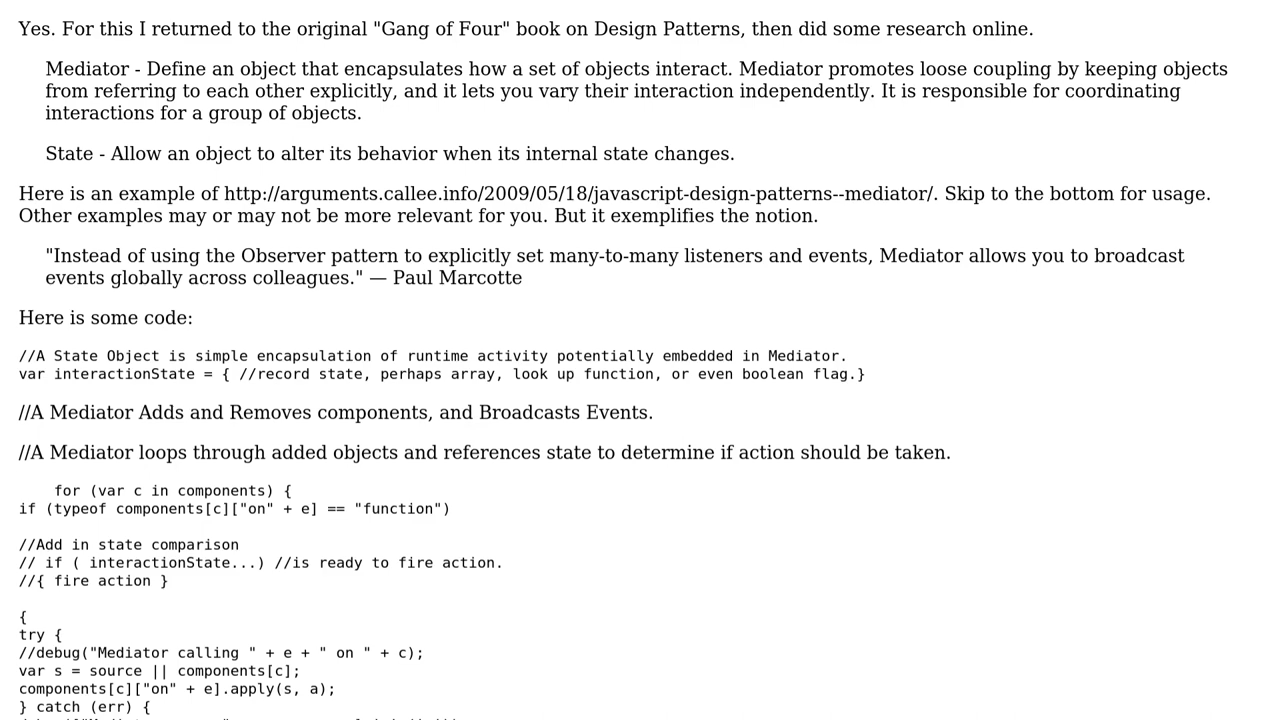 Yes. For this I returned to the original "Gang of Four" book on Design Patterns, then did some research online.
Mediator - Define an object that encapsulates how a set of objects interact. Mediator promotes loose coupling by keeping objects
from referring to each other explicitly, and it lets you vary their interaction independently. It is responsible for coordinating
interactions for a group of objects.
State - Allow an object to alter its behavior when its internal state changes.
Here is an example of http://arguments.callee.info/2009/05/18/javascript-design-patterns--mediator/. Skip to the bottom for usage.
Other examples may or may not be more relevant for you. But it exemplifies the notion.
"Instead of using the Observer pattern to explicitly set many-to-many listeners and events, Mediator allows you to broadcast
events globally across colleagues." — Paul Marcotte
Here is some code:
//A State Object is simple encapsulation of runtime activity potentially embedded in Mediator.
var interactionState = { //record state, perhaps array, look up function, or even boolean flag.}
//A Mediator Adds and Removes components, and Broadcasts Events.
//A Mediator loops through added objects and references state to determine if action should be taken.
for (var c in components) {
if (typeof components[c]["on" + e] == "function")
//Add in state comparison
// if ( interactionState...) //is ready to fire action.
//{ fire action }
{
try {
//debug("Mediator calling " + e + " on " + c);
var s = source || components[c];
components[c]["on" + e].apply(s, a);
} catch (err) {